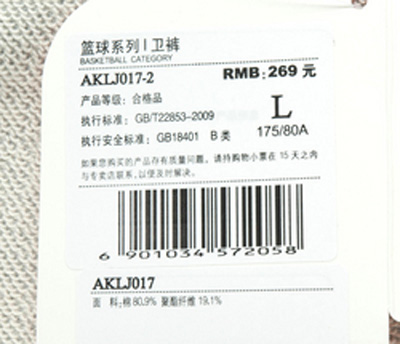 篮球系列 | 卫裤
BASKETBALL CATEGORY
AKLJ017-2
RMB:269 元
产品等级：合格品
执行标准：GB/T22853-2009
L
执行安全标准：GB18401 B 类
175/80A
如果您购买的产品存有质量问题，请持购物小票在 15 天之内
与专卖店联系，以便及时解决。
6 901034 572058
AKLJ017
面 料：棉 80.9% 聚酯纤维 19.1%